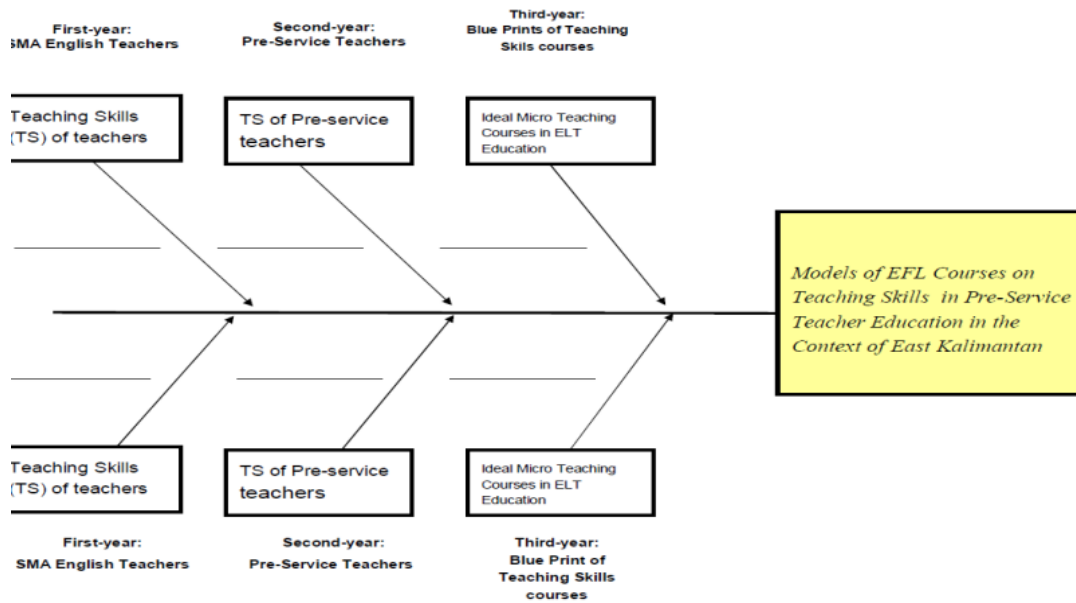 First-year:
SMA English Teachers
Second-year:
Pre-Service Teachers
Third-year:
Blue Prints of Teaching
Skils courses
Teaching Skills
(TS) of teachers
TS of Pre-service
teachers
Ideal Micro Teaching
Courses in ELT
Education
Models of EFL Courses on
Teaching Skills in Pre-Service
Teacher Education in the
Context of East Kalimantan
Teaching Skills
(TS) of teachers
TS of Pre-service
teachers
Ideal Micro Teaching
Courses in ELT
Education
First-year:
SMA English Teachers
Second-year:
Pre-Service Teachers
Third-year:
Blue Print of
Teaching Skills
courses